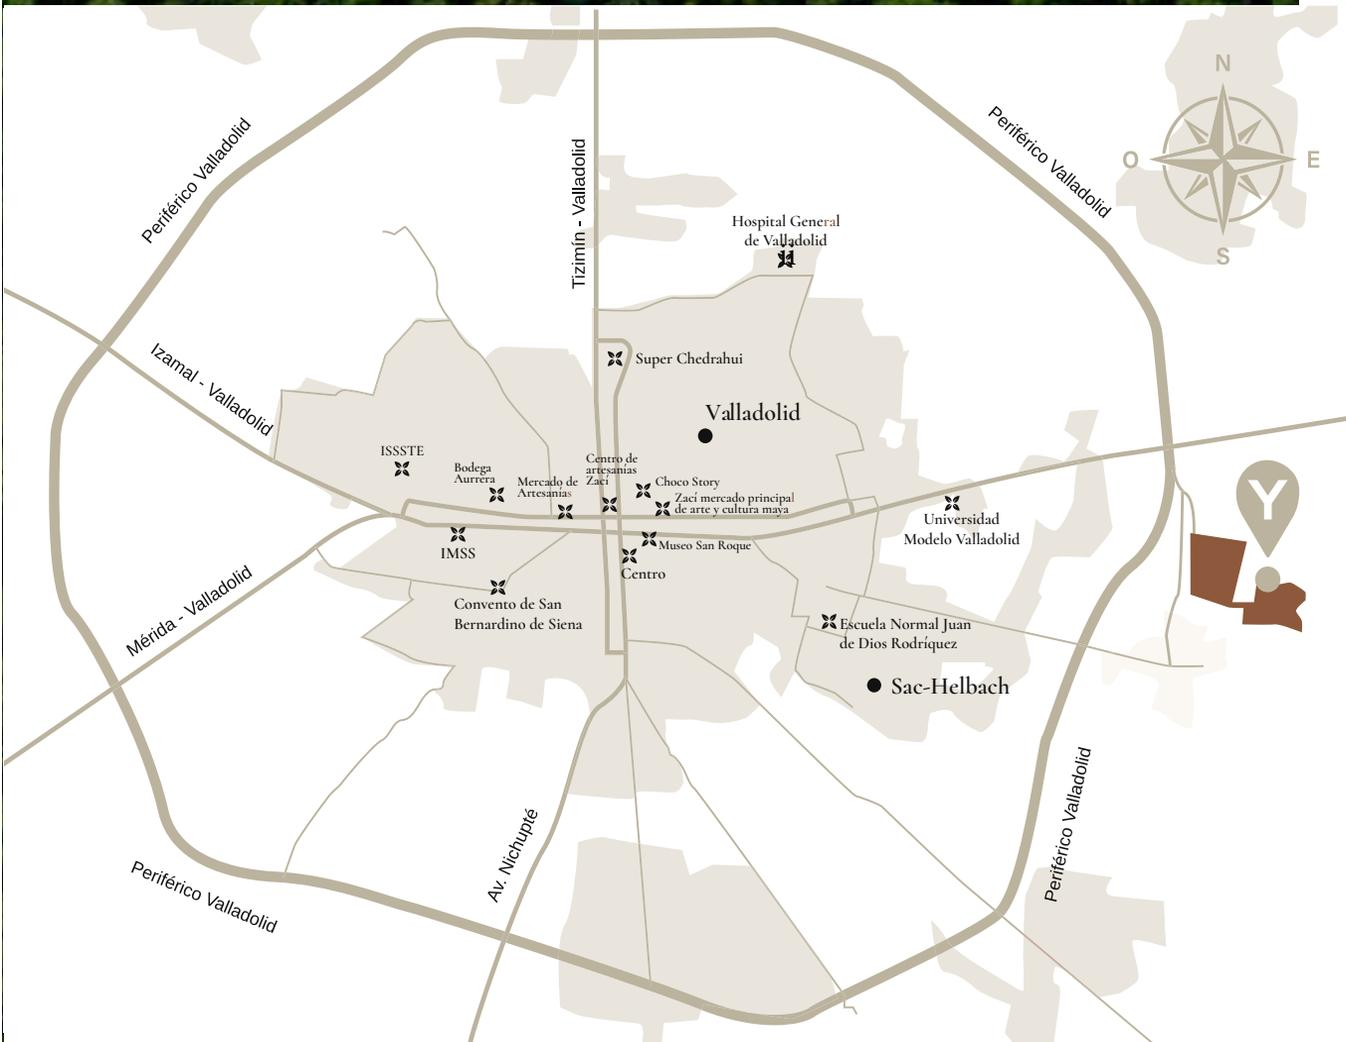 N
O
E
S
Periférico Valladolid
Periférico Valladolid
Tizimín - Valladolid
Hospital General
de Valladolid
Izamal - Valladolid
Super Chedrahui
Valladolid
ISSSTE
Bodega
Aurrera
Mercado de
Artesanías
Centro de
artesanías
Zací
Choco Story
Zací mercado principal
de arte y cultura maya
Y
Universidad
Modelo Valladolid
IMSS
Museo San Roque
Centro
Mérida - Valladolid
Convento de San
Bernardino de Siena
Escuela Normal Juan
de Dios Rodríquez
Sac-Helbach
Av. Nichupté
Periférico Valladolid
Periférico Valladolid